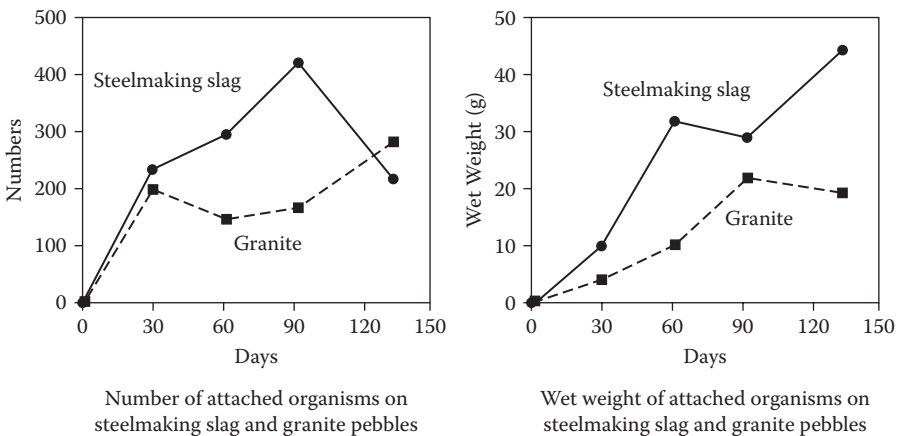 500
400
300
200
100
0
Numbers
Steelmaking slag
Granite
0 30 60 90 120 150
Days
Number of attached organisms on
steelmaking slag and granite pebbles
50
40
30
20
10
0
Wet Weight (g)
Steelmaking slag
Granite
0 30 60 90 120 150
Days
Wet weight of attached organisms on
steelmaking slag and granite pebbles